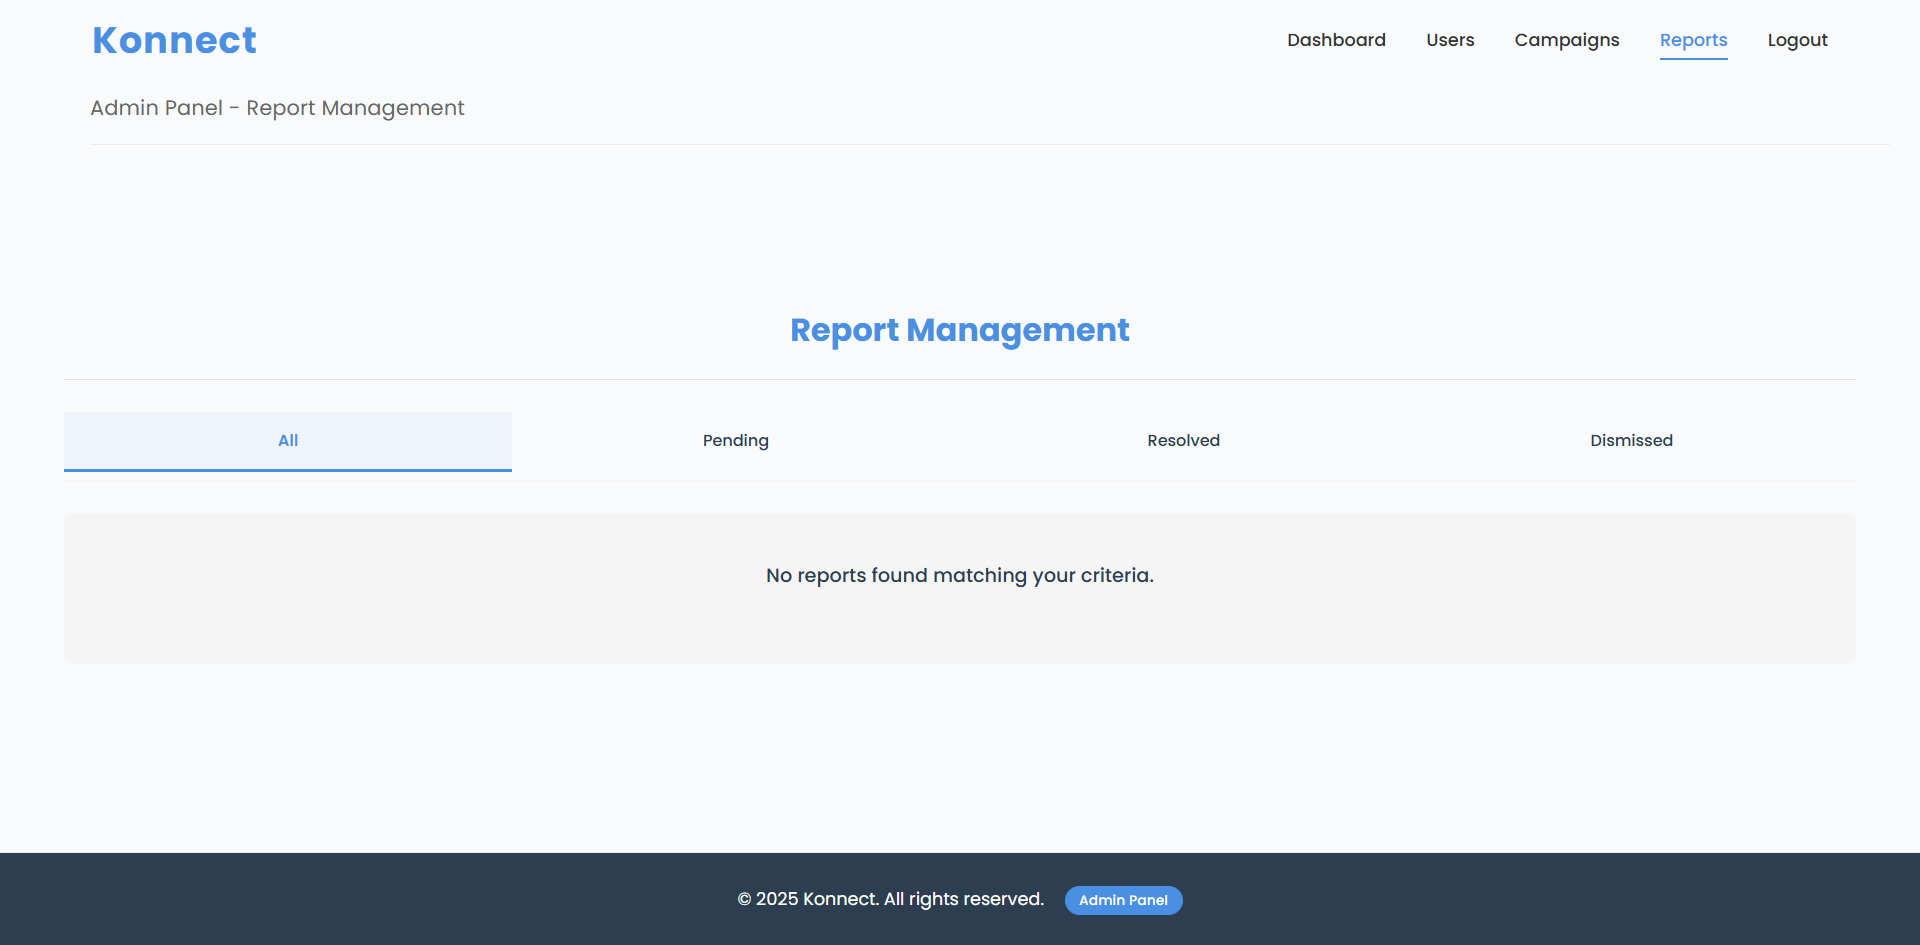 Konnect
Dashboard Users Campaigns Reports Logout
Admin Panel - Report Management
Report Management
All Pending Resolved Dismissed
No reports found matching your criteria.
© 2025 Konnect. All rights reserved. Admin Panel